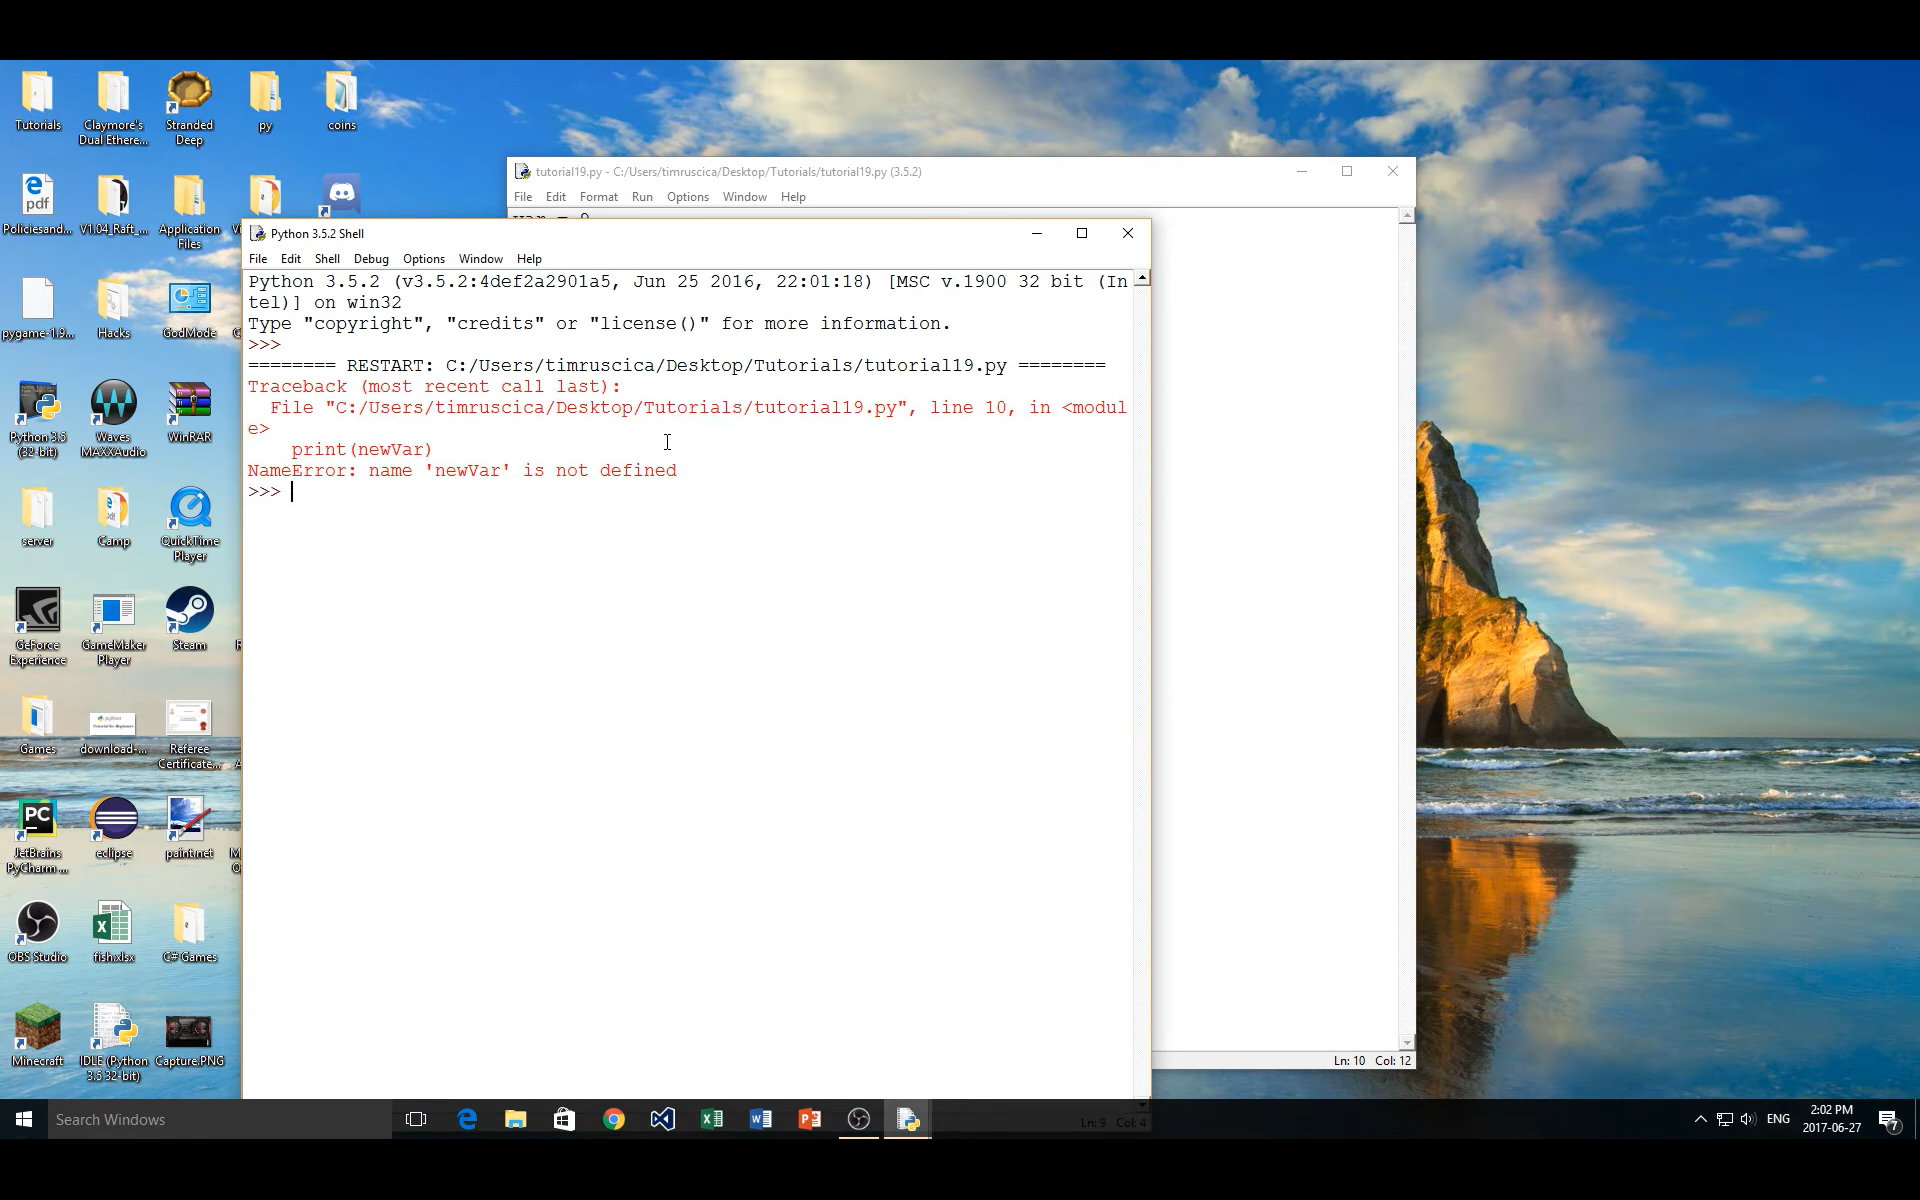 Tutorials
Claymore's
Dual Ethere...
Stranded
Deep
py
coins
Policiesand...
V1.04_Raft_...
Application
Files
pygame-1.9...
Hacks
GodMode
Python 3.5
(32-bit)
Waves
MAXXAudio
WinRAR
server
Camp
QuickTime
Player
GeForce
Experience
GameMaker
Player
Steam
Games
download-...
Referee
Certificate...
JetBrains
PyCharm ...
eclipse
paint.net
OBS Studio
fish.xlsx
C# Games
Minecraft
IDLE (Python
3.5 32-bit)
Capture.PNG
tutorial19.py - C:/Users/timruscica/Desktop/Tutorials/tutorial19.py (3.5.2)
File Edit Format Run Options Window Help
Python 3.5.2 Shell
File Edit Shell Debug Options Window Help
Python 3.5.2 (v3.5.2:4def2a2901a5, Jun 25 2016, 22:01:18) [MSC v.1900 32 bit (In
tel)] on win32
Type "copyright", "credits" or "license()" for more information.
>>>
======== RESTART: C:/Users/timruscica/Desktop/Tutorials/tutorial19.py ========
Traceback (most recent call last):
  File "C:/Users/timruscica/Desktop/Tutorials/tutorial19.py", line 10, in <modul
e>
    print(newVar)
NameError: name 'newVar' is not defined
>>>
Ln: 10 Col: 12
Ln: 9 Col: 4
Search Windows
ENG
2:02 PM
2017-06-27
7